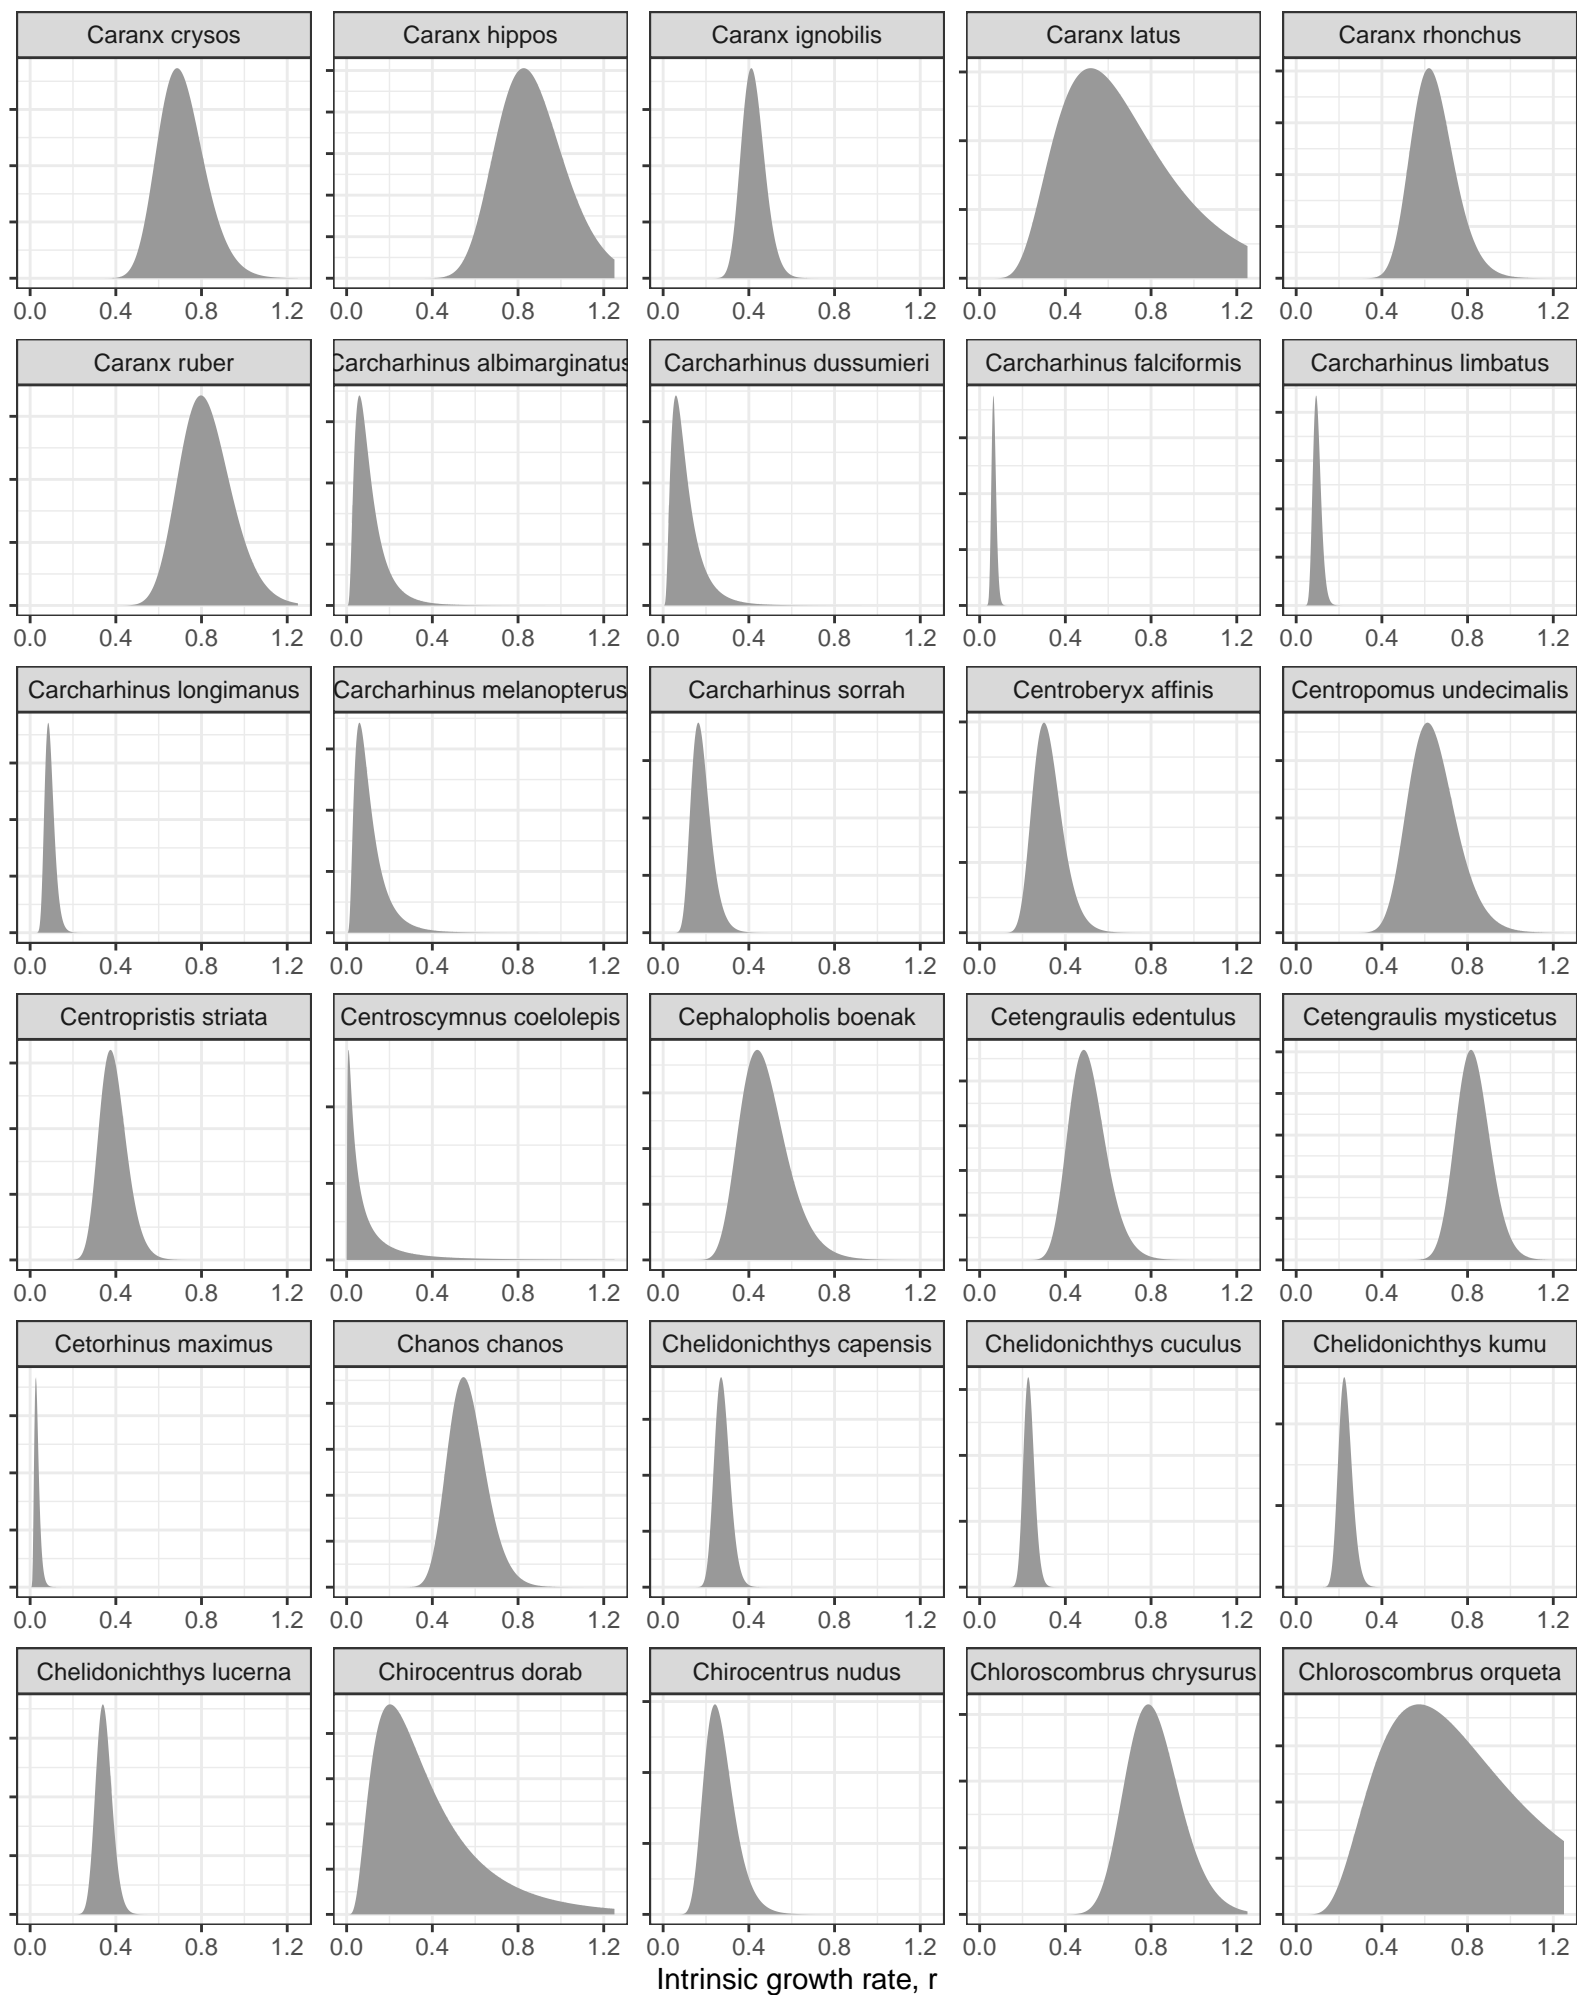 Caranx crysos Caranx hippos Caranx ignobilis Caranx latus Caranx rhonchus
0.0 0.4 0.8 1.2 0.0 0.4 0.8 1.2 0.0 0.4 0.8 1.2 0.0 0.4 0.8 1.2 0.0 0.4 0.8 1.2
Caranx ruber Carcharhinus albimarginatus Carcharhinus dussumieri Carcharhinus falciformis Carcharhinus limbatus
0.0 0.4 0.8 1.2 0.0 0.4 0.8 1.2 0.0 0.4 0.8 1.2 0.0 0.4 0.8 1.2 0.0 0.4 0.8 1.2
Carcharhinus longimanus Carcharhinus melanopterus Carcharhinus sorrah Centroberyx affinis Centropomus undecimalis
0.0 0.4 0.8 1.2 0.0 0.4 0.8 1.2 0.0 0.4 0.8 1.2 0.0 0.4 0.8 1.2 0.0 0.4 0.8 1.2
Centropristis striata Centroscymnus coelolepis Cephalopholis boenak Cetengraulis edentulus Cetengraulis mysticetus
0.0 0.4 0.8 1.2 0.0 0.4 0.8 1.2 0.0 0.4 0.8 1.2 0.0 0.4 0.8 1.2 0.0 0.4 0.8 1.2
Cetorhinus maximus Chanos chanos Chelidonichthys capensis Chelidonichthys cuculus Chelidonichthys kumu
0.0 0.4 0.8 1.2 0.0 0.4 0.8 1.2 0.0 0.4 0.8 1.2 0.0 0.4 0.8 1.2 0.0 0.4 0.8 1.2
Chelidonichthys lucerna Chirocentrus dorab Chirocentrus nudus Chloroscombrus chrysurus Chloroscombrus orqueta
0.0 0.4 0.8 1.2 0.0 0.4 0.8 1.2 0.0 0.4 0.8 1.2 0.0 0.4 0.8 1.2 0.0 0.4 0.8 1.2
Intrinsic growth rate, r